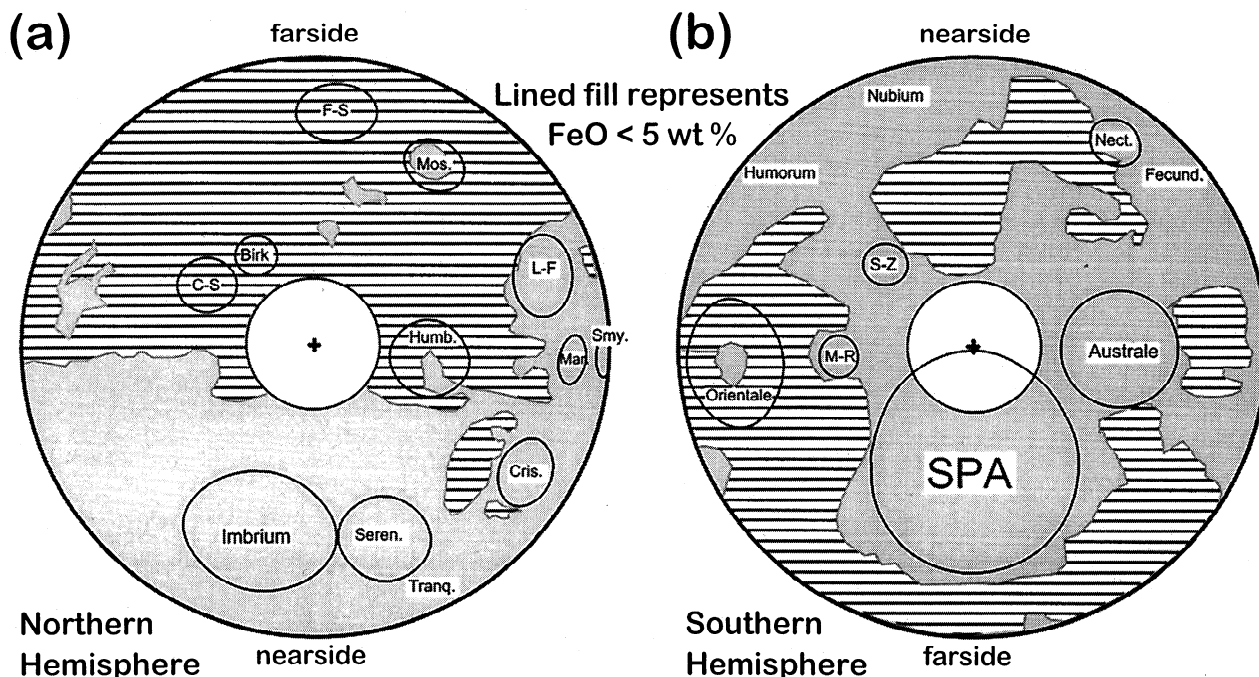 (a)
farside
(b)
nearside
Lined fill represents
FeO < 5 wt %
F-S
Mos.
Birk
C-S
L-F
Humb.
Mar.
Smy.
Cris.
Imbrium
Seren.
Tranq.
Northern
Hemisphere
nearside
Nubium
Nect.
Humorum
Fecund.
S-Z
M-R
Orientale
Australe
SPA
Southern
Hemisphere
farside